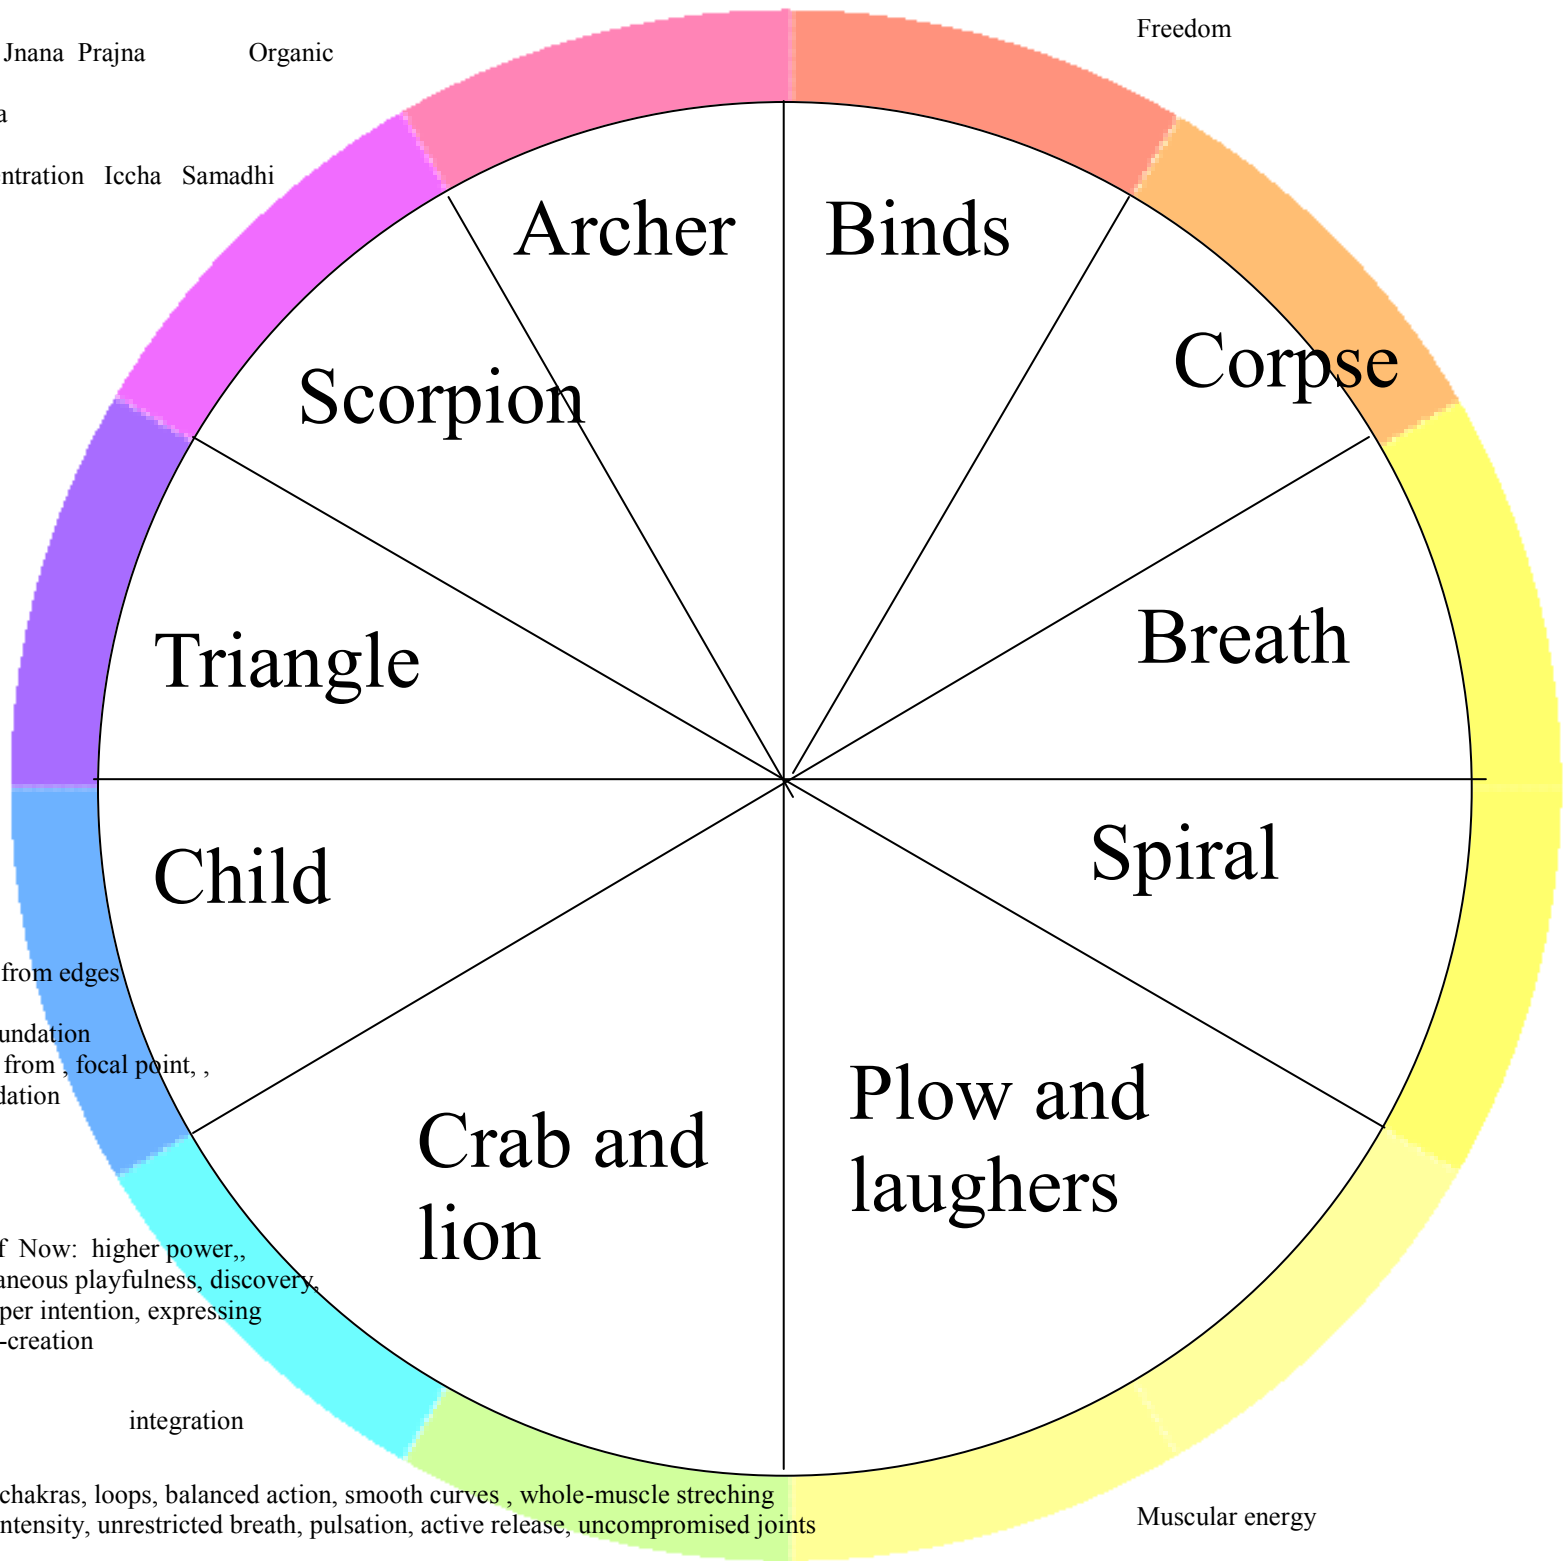 Freedom
Jnana Prajna Organic
a
ntration Iccha Samadhi
Archer Binds
Scorpion Corpse
Triangle Breath
Child Spiral
from edges
undation
from , focal point, ,
dation
Plow and
laughers
Crab and
lion
f Now: higher power,,
aneous playfulness, discovery,
per intention, expressing
-creation
integration
chakras, loops, balanced action, smooth curves , whole-muscle streching
ntensity, unrestricted breath, pulsation, active release, uncompromised joints
Muscular energy